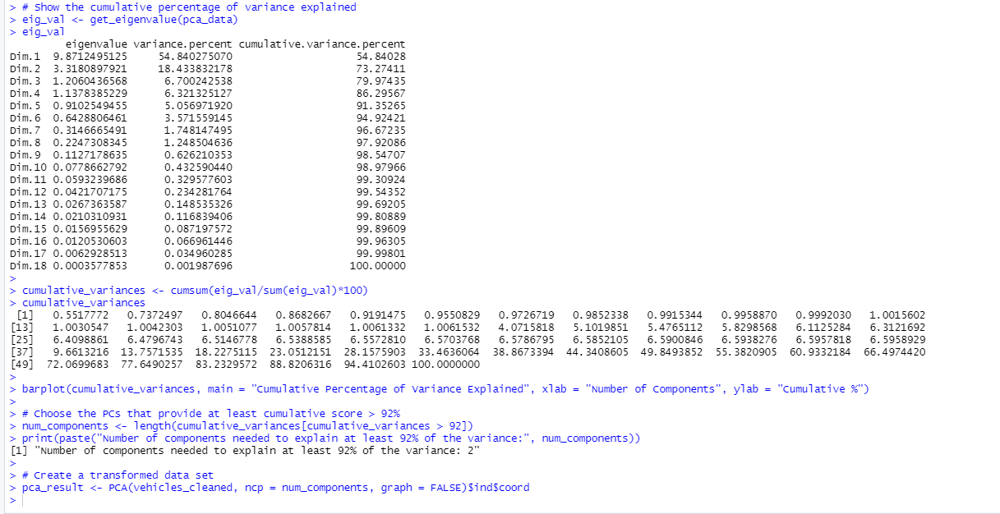 > # Show the cumulative percentage of variance explained
> eig_val <- get_eigenvalue(pca_data)
> eig_val
         eigenvalue variance.percent cumulative.variance.percent
Dim.1  9.8712495125     54.840275070                    54.84028
Dim.2  3.3180897921     18.433832178                    73.27411
Dim.3  1.2060436568      6.700242538                    79.97435
Dim.4  1.1378385229      6.321325127                    86.29567
Dim.5  0.9102549455      5.056971920                    91.35265
Dim.6  0.6428806461      3.571559145                    94.92421
Dim.7  0.3146665491      1.748147495                    96.67235
Dim.8  0.2247308345      1.248504636                    97.92086
Dim.9  0.1127178635      0.626210353                    98.54707
Dim.10 0.0778662792      0.432590440                    98.97966
Dim.11 0.0593239686      0.329577603                    99.30924
Dim.12 0.0421707175      0.234281764                    99.54352
Dim.13 0.0267363587      0.148535326                    99.69205
Dim.14 0.0210310931      0.116839406                    99.80889
Dim.15 0.0156955629      0.087197572                    99.89609
Dim.16 0.0120530603      0.066961446                    99.96305
Dim.17 0.0062928513      0.034960285                    99.99801
Dim.18 0.0003577853      0.001987696                   100.00000
>
> cumulative_variances <- cumsum(eig_val/sum(eig_val)*100)
> cumulative_variances
 [1]   0.5517772   0.7372497   0.8046644   0.8682667   0.9191475   0.9550829   0.9726719   0.9852338   0.9915344   0.9958870   0.9992030   1.0015602
[13]   1.0030547   1.0042303   1.0051077   1.0057814   1.0061332   1.0061532   4.0715818   5.1019851   5.4765112   5.8298568   6.1125284   6.3121692
[25]   6.4098861   6.4796743   6.5146778   6.5388585   6.5572810   6.5703768   6.5786795   6.5852105   6.5900846   6.5938276   6.5957818   6.5958929
[37]   9.6613216  13.7571535  18.2275115  23.0512151  28.1575903  33.4636064  38.8673394  44.3408605  49.8493852  55.3820905  60.9332184  66.4974420
[49]  72.0699683  77.6490257  83.2329572  88.8206316  94.4102603 100.0000000
>
> barplot(cumulative_variances, main = "Cumulative Percentage of Variance Explained", xlab = "Number of Components", ylab = "Cumulative %")
>
> # Choose the PCs that provide at least cumulative score > 92%
> num_components <- length(cumulative_variances[cumulative_variances > 92])
> print(paste("Number of components needed to explain at least 92% of the variance:", num_components))
[1] "Number of components needed to explain at least 92% of the variance: 2"
>
> # Create a transformed data set
> pca_result <- PCA(vehicles_cleaned, ncp = num_components, graph = FALSE)$ind$coord
>